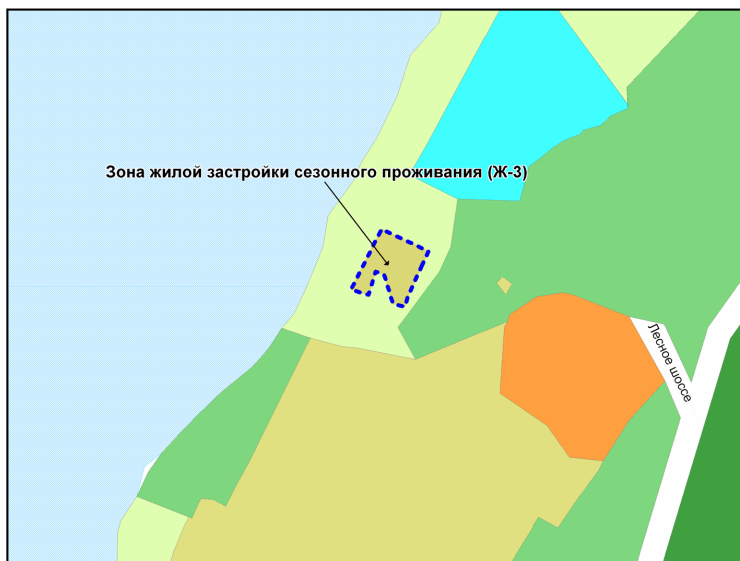 Зона жилой застройки сезонного проживания (Ж-3)
Лесное шоссе